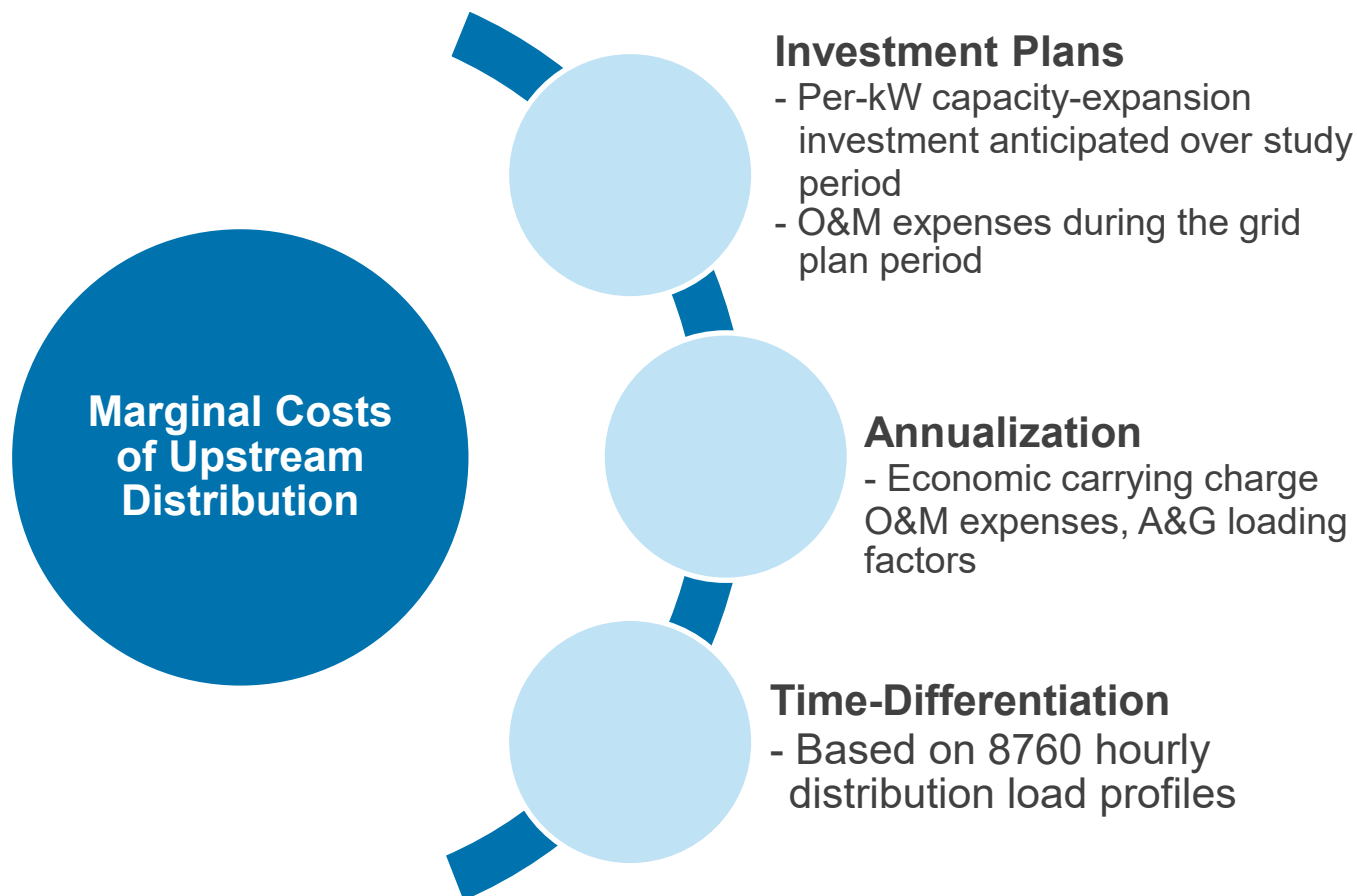 Marginal Costs
of Upstream
Distribution
Investment Plans
- Per-kW capacity-expansion
investment anticipated over study
period
- O&M expenses during the grid
plan period
Annualization
- Economic carrying charge
O&M expenses, A&G loading
factors
Time-Differentiation
- Based on 8760 hourly
distribution load profiles